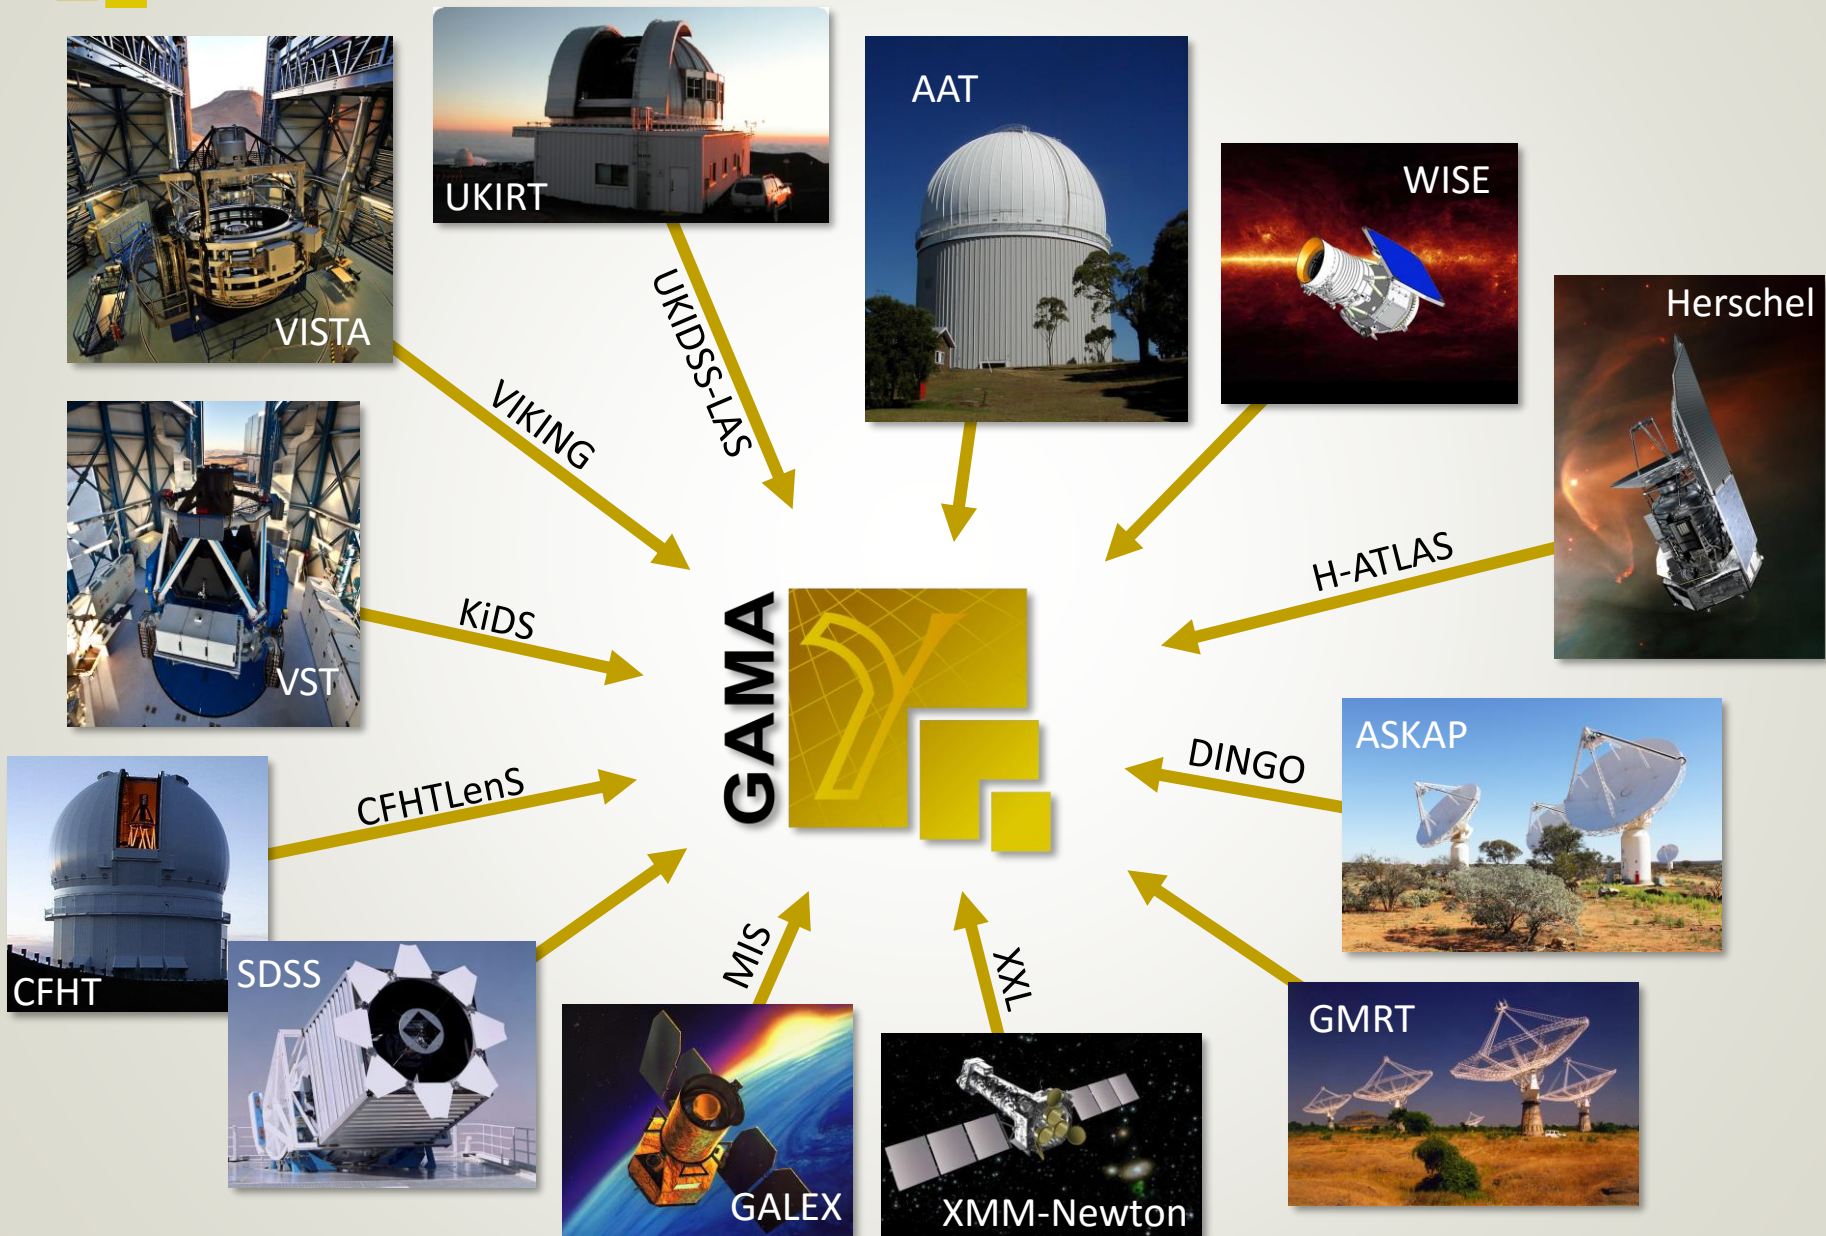 UKIRT
AAT
WISE
Herschel
VISTA
UKIDSS-LAS
VIKING
H-ATLAS
KiDS
VST
GAMA
ASKAP
DINGO
CFHTLenS
CFHT
SDSS
MIS
XXL
GMRT
GALEX
XMM-Newton